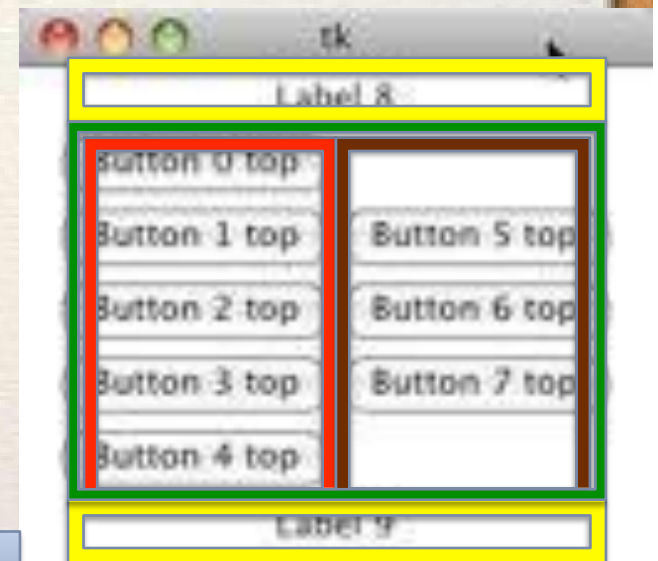 tk
Label 8
Button 0 top
Button 1 top
Button 2 top
Button 3 top
Button 4 top
Button 5 top
Button 6 top
Button 7 top
Label 9